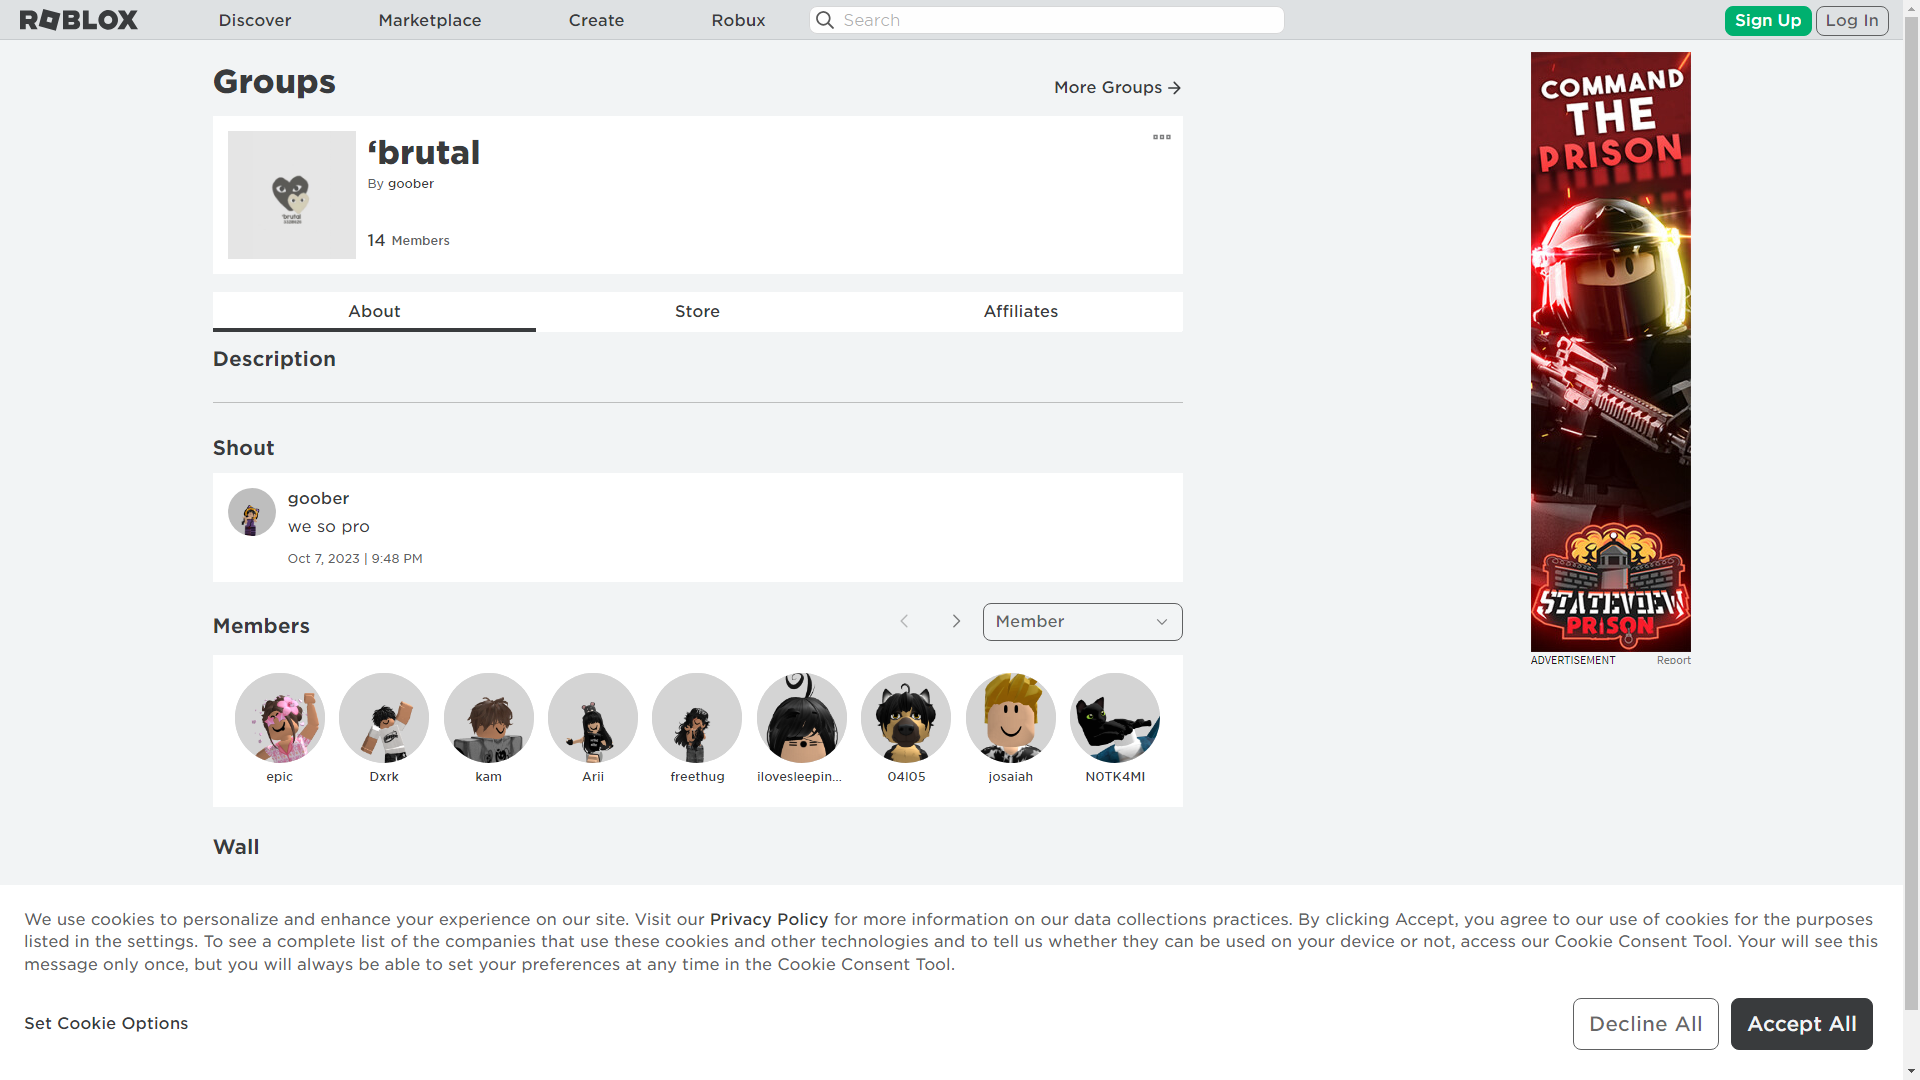 ROBLOX Discover Marketplace Create Robux Search Sign Up Log In
Groups
More Groups
‘brutal
By goober
14 Members
'brutal
About Store Affiliates
Description
Shout
goober
we so pro
Oct 7, 2023 | 9:48 PM
Members
Member
epic Dxrk kam Arii freethug ilovesleepin... 04l05 josaiah N0TK4MI
Wall
COMMAND
THE
PRISON
STATEVIEW
PRISON
ADVERTISEMENT Report
We use cookies to personalize and enhance your experience on our site. Visit our Privacy Policy for more information on our data collections practices. By clicking Accept, you agree to our use of cookies for the purposes
listed in the settings. To see a complete list of the companies that use these cookies and other technologies and to tell us whether they can be used on your device or not, access our Cookie Consent Tool. Your will see this
message only once, but you will always be able to set your preferences at any time in the Cookie Consent Tool.
Set Cookie Options
Decline All Accept All